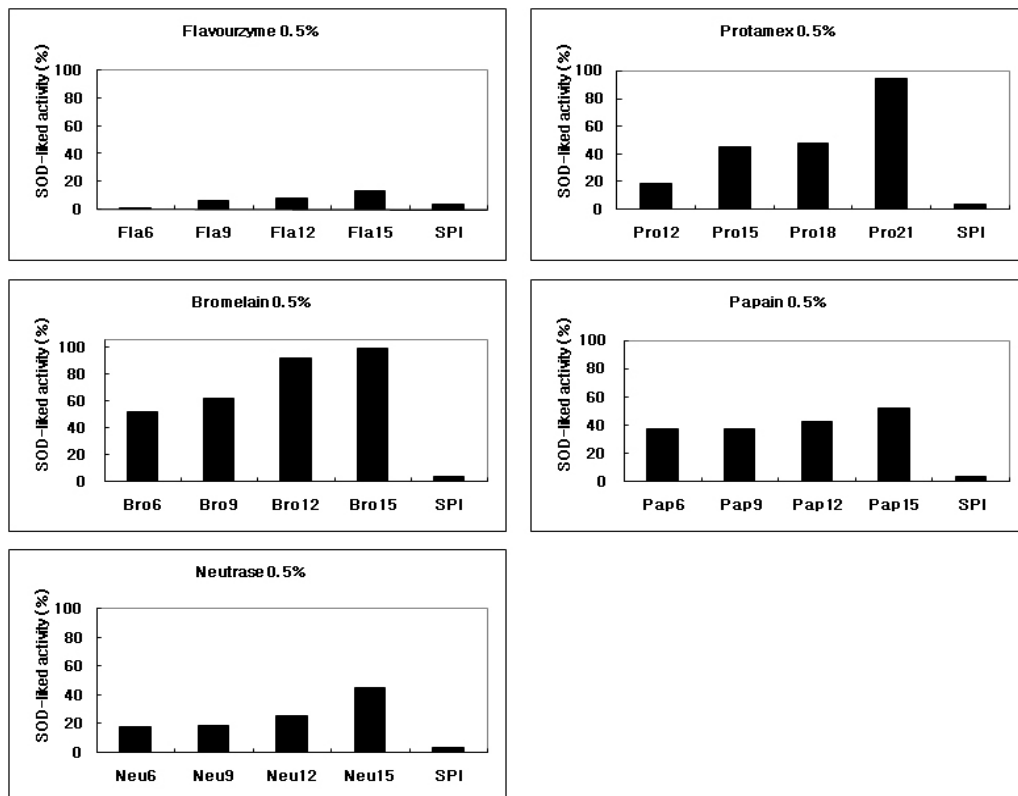 Flavourzyme 0.5%
SOD-liked activity (%)
100
80
60
40
20
0
Fla6 Fla9 Fla12 Fla15 SPI
Protamex 0.5%
SOD-liked activity (%)
100
80
60
40
20
0
Pro12 Pro15 Pro18 Pro21 SPI
Bromelain 0.5%
SOD-liked activity (%)
100
80
60
40
20
0
Bro6 Bro9 Bro12 Bro15 SPI
Papain 0.5%
SOD-liked activity (%)
100
80
60
40
20
0
Pap6 Pap9 Pap12 Pap15 SPI
Neutrase 0.5%
SOD-liked activity (%)
100
80
60
40
20
0
Neu6 Neu9 Neu12 Neu15 SPI